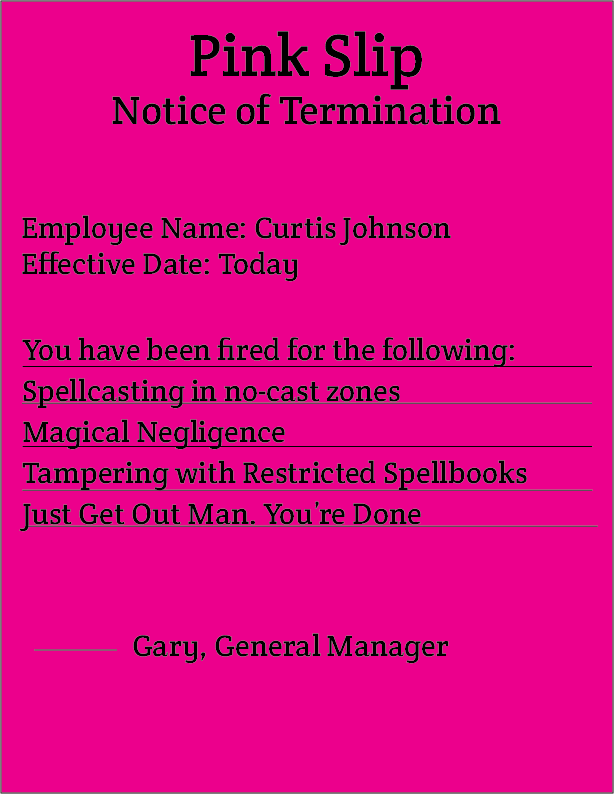 Pink Slip
Notice of Termination
Employee Name: Curtis Johnson
Effective Date: Today
You have been fired for the following:
Spellcasting in no-cast zones
Magical Negligence
Tampering with Restricted Spellbooks
Just Get Out Man. You're Done
Gary, General Manager